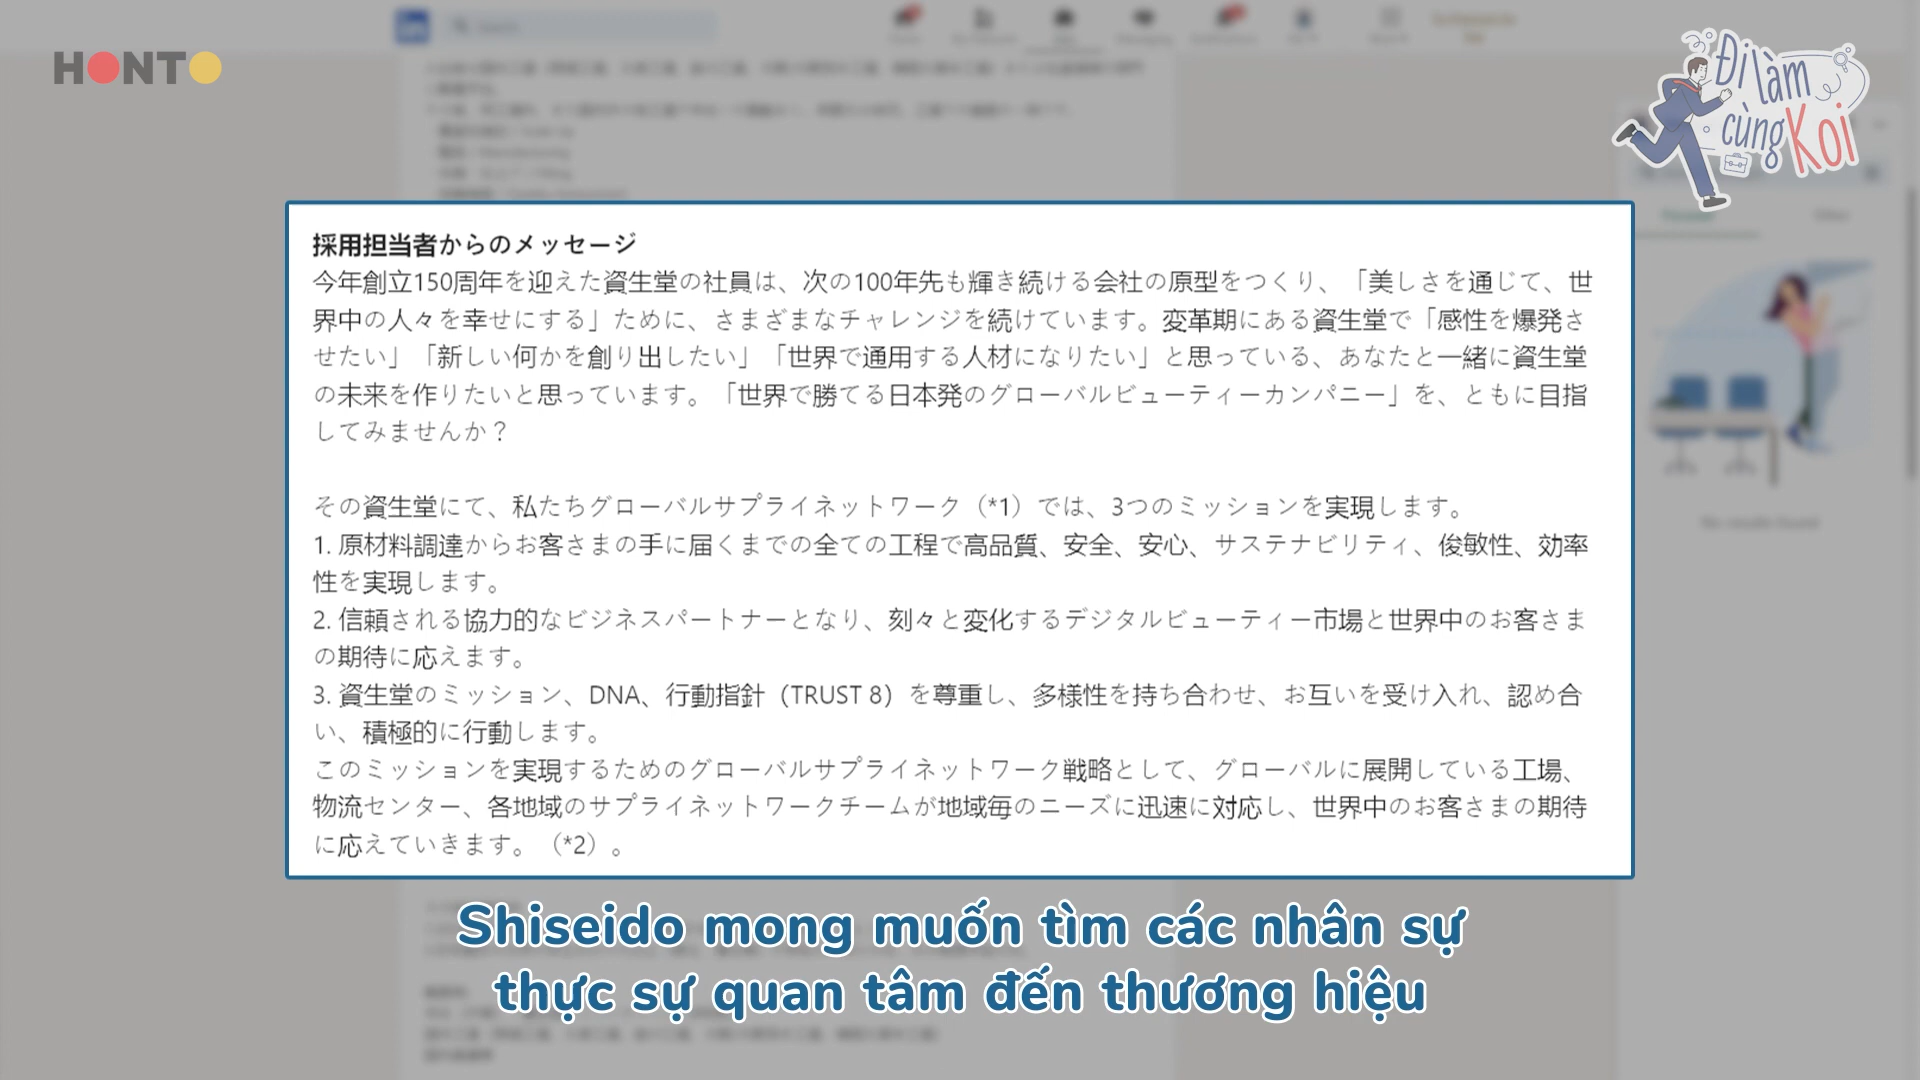 HONTO
Đi làm
cùng Koi
採用担当者からのメッセージ
今年創立150周年を迎えた資生堂の社員は、次の100年先も輝き続ける会社の原型をつくり、「美しさを通じて、世
界中の人々を幸せにする」ために、さまざまなチャレンジを続けています。変革期にある資生堂で「感性を爆発さ
せたい」「新しい何かを創り出したい」「世界で通用する人材になりたい」と思っている、あなたと一緒に資生堂
の未来を作りたいと思っています。「世界で勝てる日本発のグローバルビューティーカンパニー」を、ともに目指
してみませんか？
その資生堂にて、私たちグローバルサプライネットワーク（*1）では、3つのミッションを実現します。
1. 原材料調達からお客さまの手に届くまでの全ての工程で高品質、安全、安心、サステナビリティ、俊敏性、効率
性を実現します。
2. 信頼される協力的なビジネスパートナーとなり、刻々と変化するデジタルビューティー市場と世界中のお客さま
の期待に応えます。
3. 資生堂のミッション、DNA、行動指針（TRUST 8）を尊重し、多様性を持ち合わせ、お互いを受け入れ、認め合
い、積極的に行動します。
このミッションを実現するためのグローバルサプライネットワーク戦略として、グローバルに展開している工場、
物流センター、各地域のサプライネットワークチームが地域毎のニーズに迅速に対応し、世界中のお客さまの期待
に応えていきます。（*2）。
Shiseido mong muốn tìm các nhân sự
thực sự quan tâm đến thương hiệu